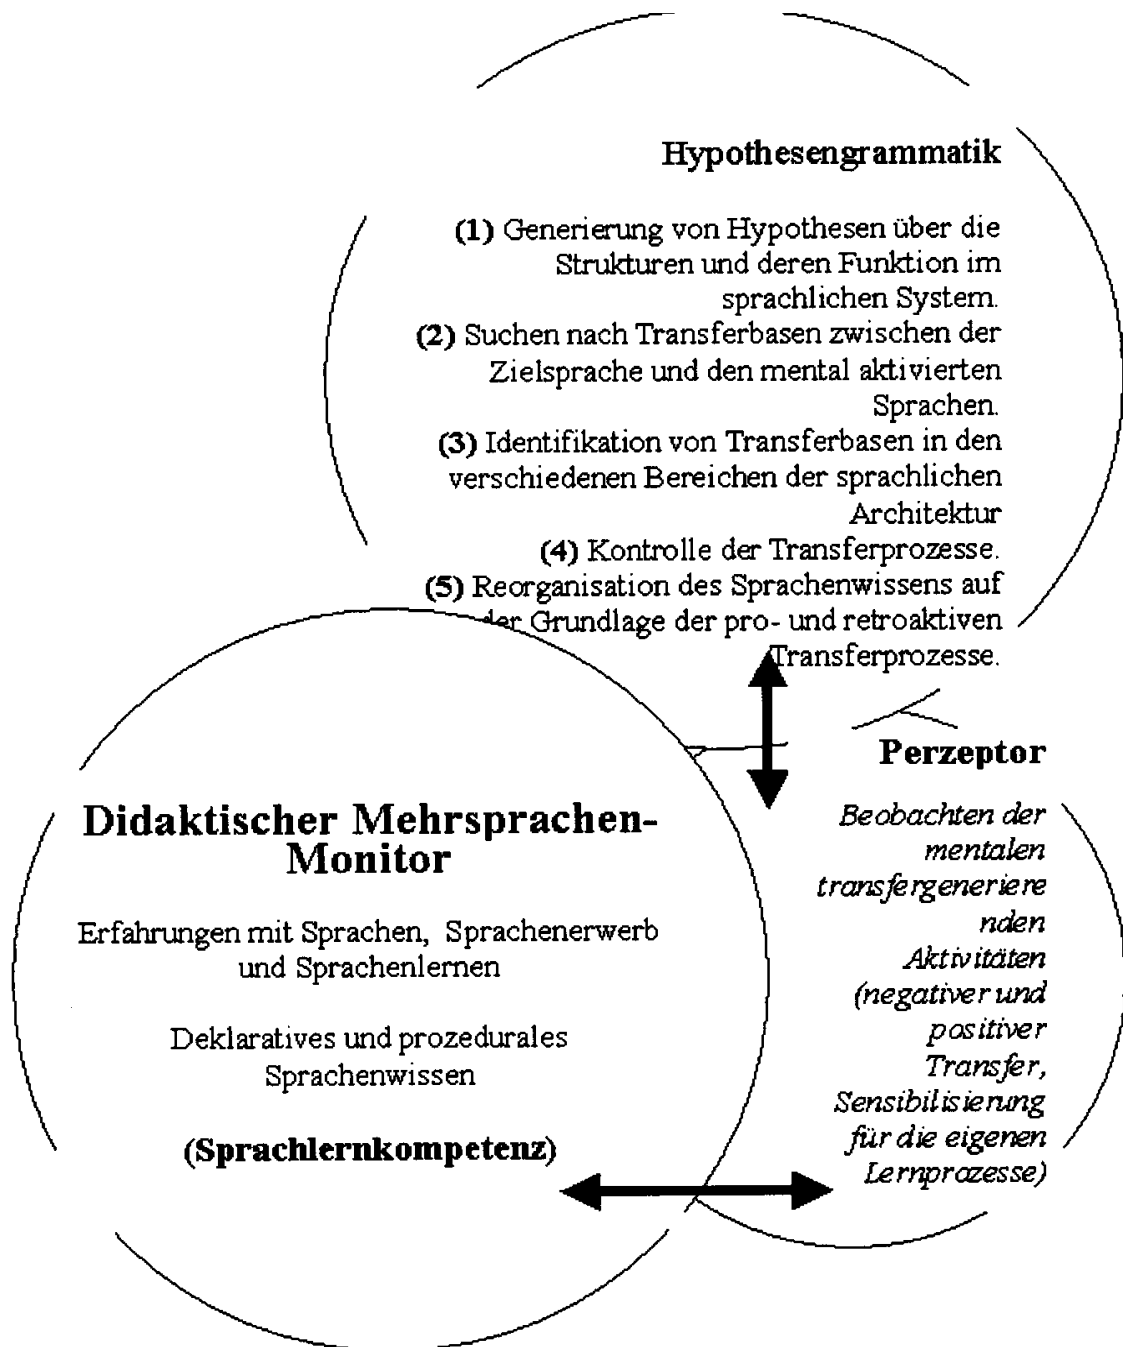 Hypothesengrammatik
(1) Generierung von Hypothesen über die
Strukturen und deren Funktion im
sprachlichen System.
(2) Suchen nach Transferbasen zwischen der
Zielsprache und den mental aktivierten
Sprachen.
(3) Identifikation von Transferbasen in den
verschiedenen Bereichen der sprachlichen
Architektur
(4) Kontrolle der Transferprozesse.
(5) Reorganisation des Sprachenwissens auf
der Grundlage der pro- und retroaktiven
Transferprozesse.
Didaktischer Mehrsprachen-
Monitor
Erfahrungen mit Sprachen, Sprachenerwerb
und Sprachenlernen
Deklaratives und prozedurales
Sprachenwissen
(Sprachlernkompetenz)
Perzeptor
Beobachten der
mentalen
transfergeneriere
nden
Aktivitäten
(negativer und
positiver
Transfer,
Sensibilisierung
für die eigenen
Lernprozesse)